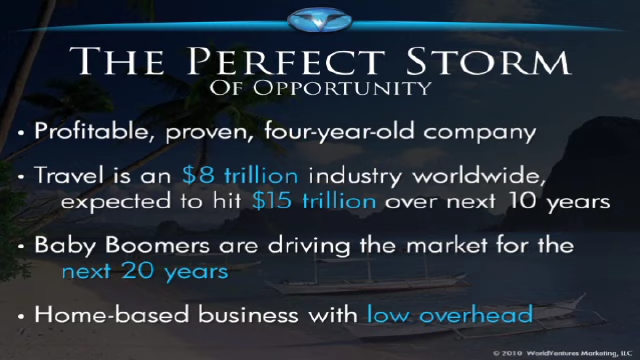 THE PERFECT STORM
OF OPPORTUNITY
• Profitable, proven, four-year-old company
• Travel is an $8 trillion industry worldwide,
expected to hit $15 trillion over next 10 years
• Baby Boomers are driving the market for the
next 20 years
• Home-based business with low overhead
© 2010 WorldVentures Marketing, LLC